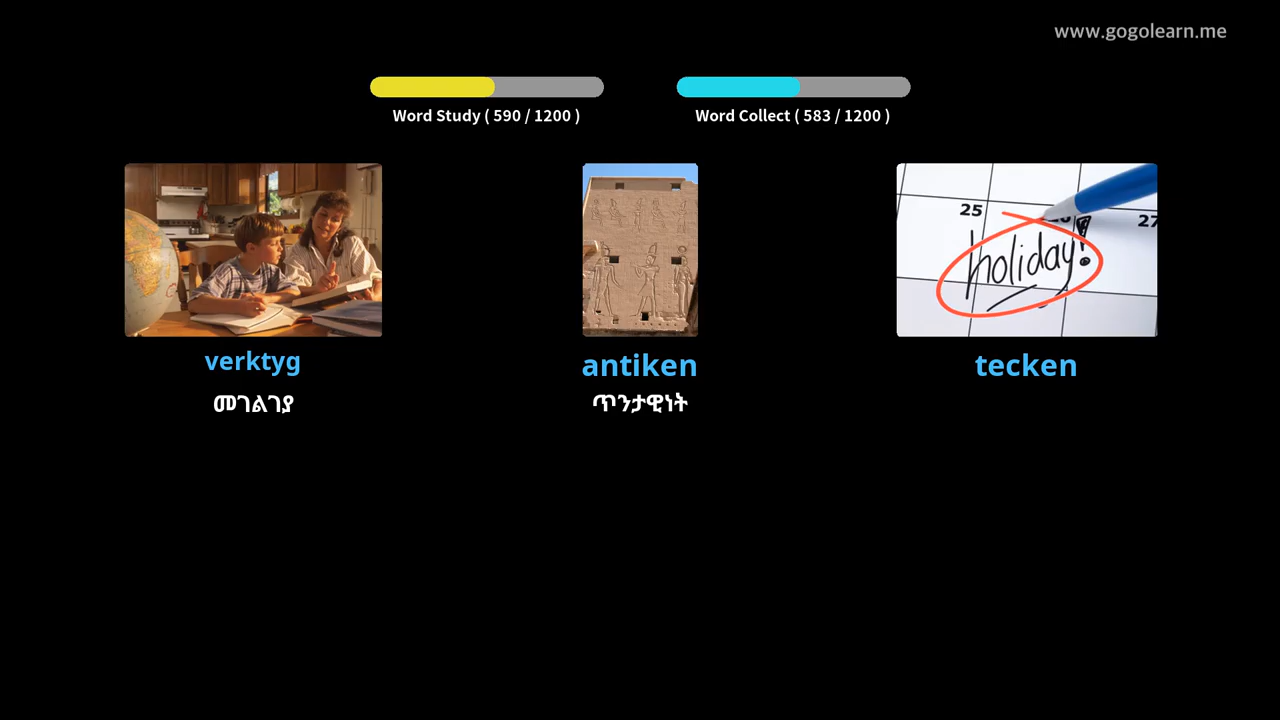 www.gogolearn.me
Word Study ( 590 / 1200 )
Word Collect ( 583 / 1200 )
25
27
holiday!
verktyg
antiken
tecken
መገልገያ
ጥንታዊነት